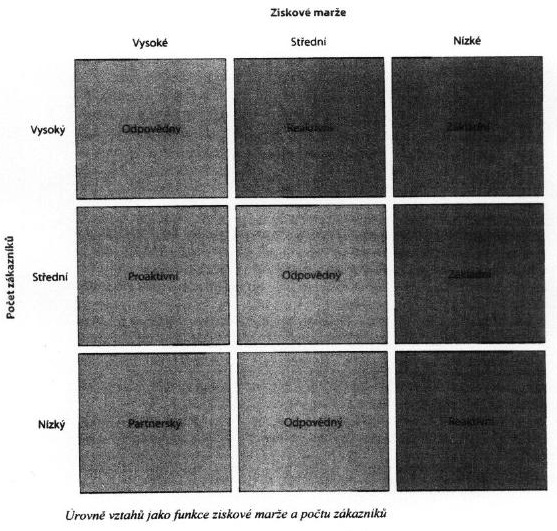 Ziskové marže
Vysoké Střední Nízké
Vysoký Odpovědný Reaktivní Základní
Počet zákazníků
Střední Proaktivní Odpovědný Základní
Nízký Partnerský Odpovědný Reaktivní
Úrovně vztahů jako funkce ziskové marže a počtu zákazníků